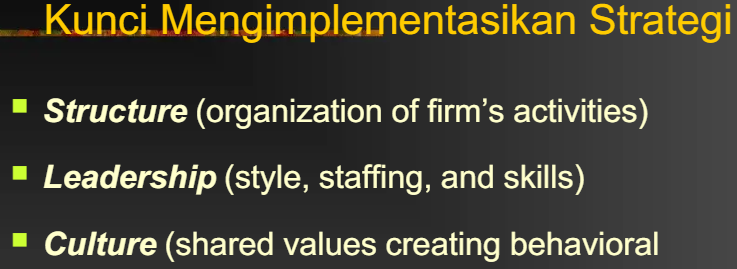 Kunci Mengimplementasikan Strategi
Structure (organization of firm's activities)
Leadership (style, staffing, and skills)
Culture (shared values creating behavioral